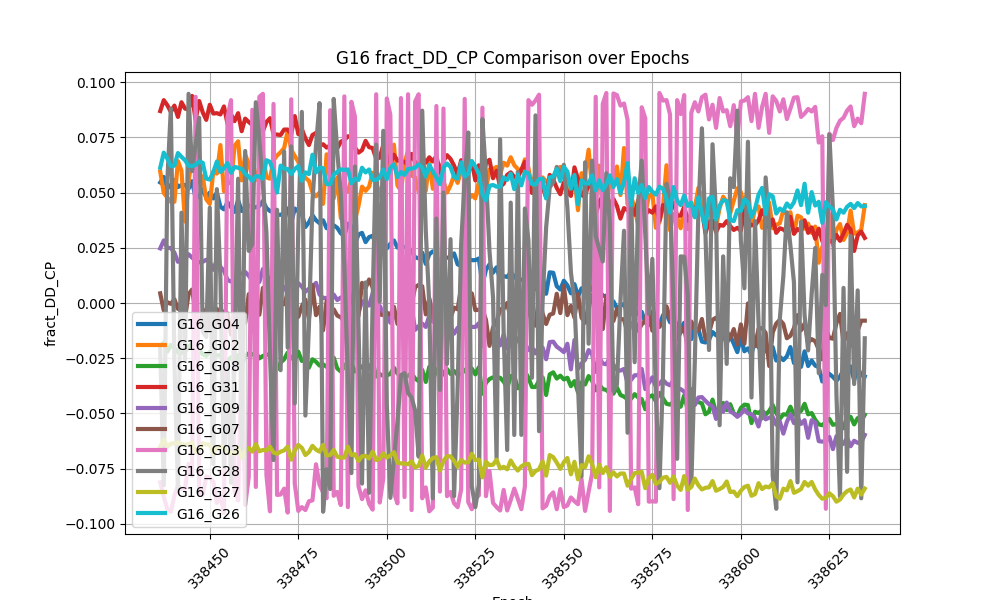 G16 fract_DD_CP Comparison over Epochs
fract_DD_CP
0.100
0.075
0.050
0.025
0.000
−0.025
−0.050
−0.075
−0.100
G16_G04
G16_G02
G16_G08
G16_G31
G16_G09
G16_G07
G16_G03
G16_G28
G16_G27
G16_G26
338450
338475
338500
338525
338550
338575
338600
338625
Epoch